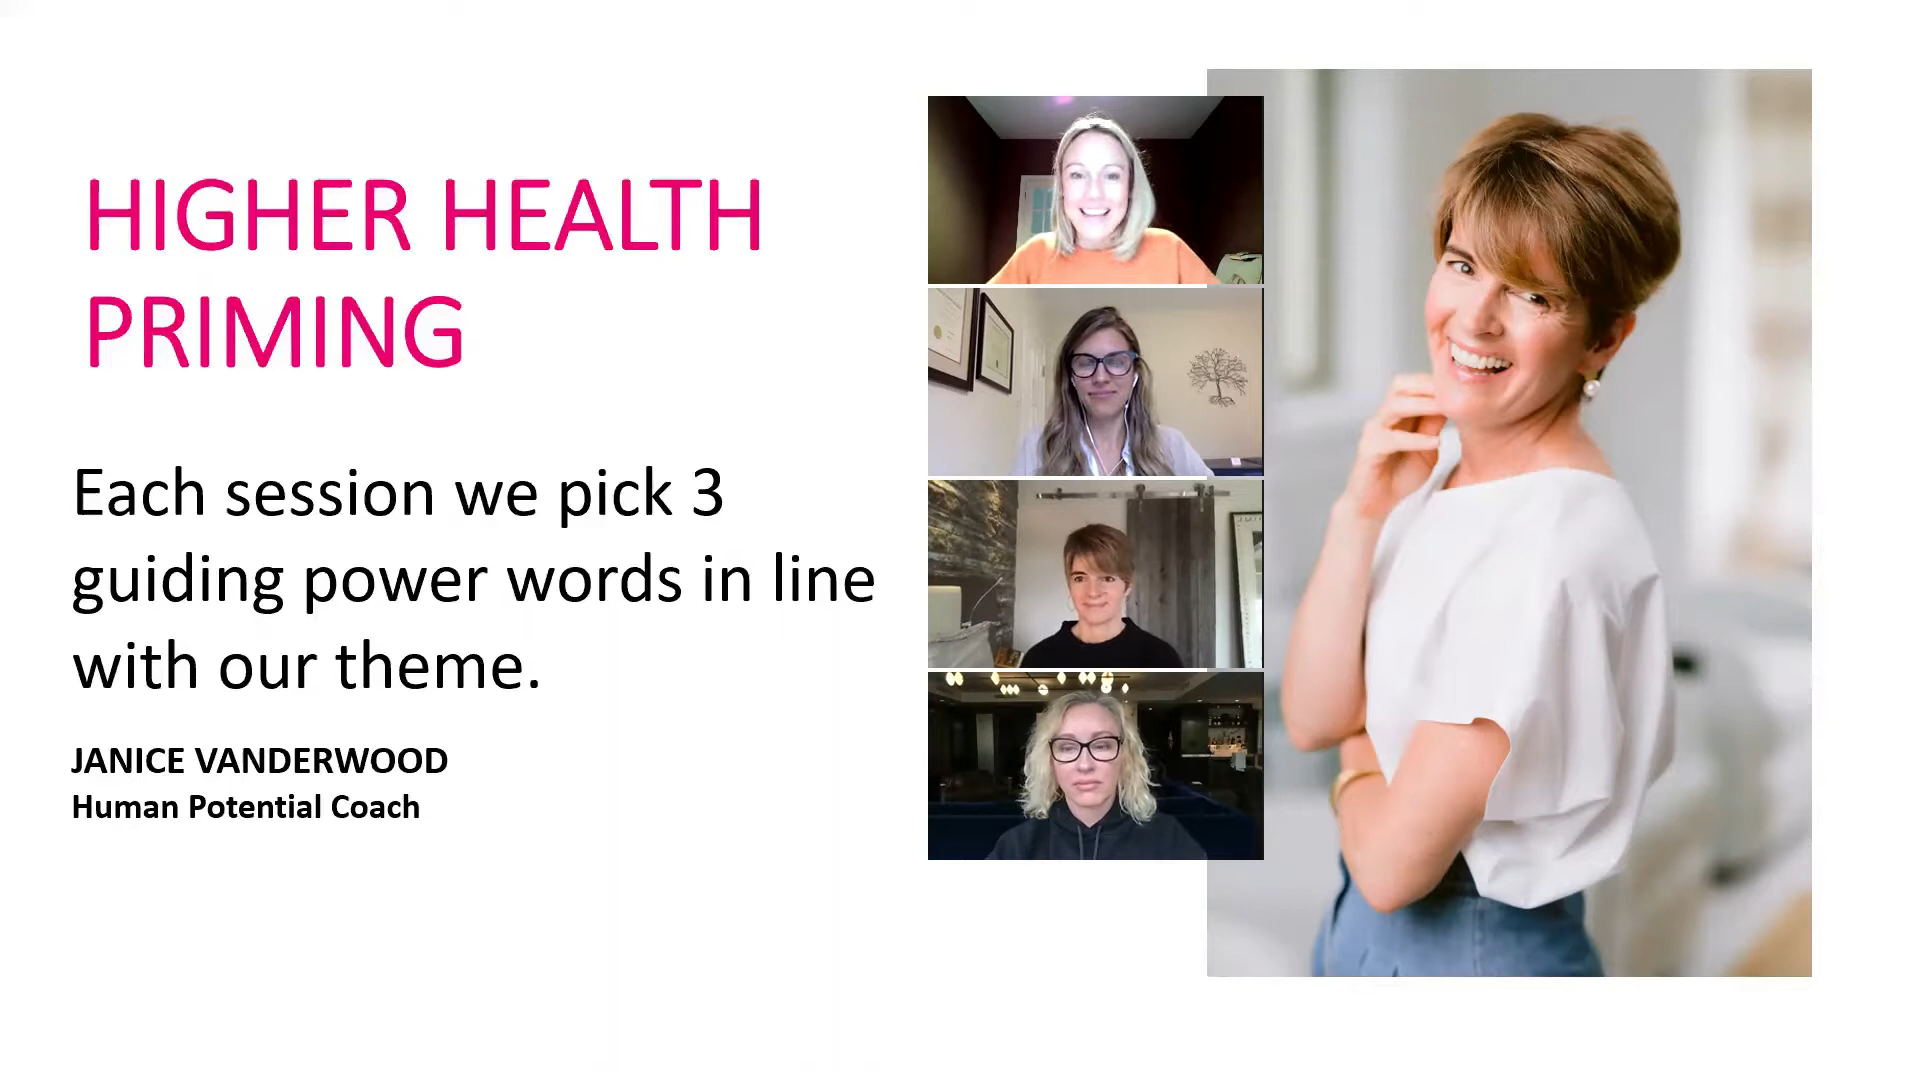 HIGHER HEALTH
PRIMING
Each session we pick 3
guiding power words in line
with our theme.
JANICE VANDERWOOD
Human Potential Coach